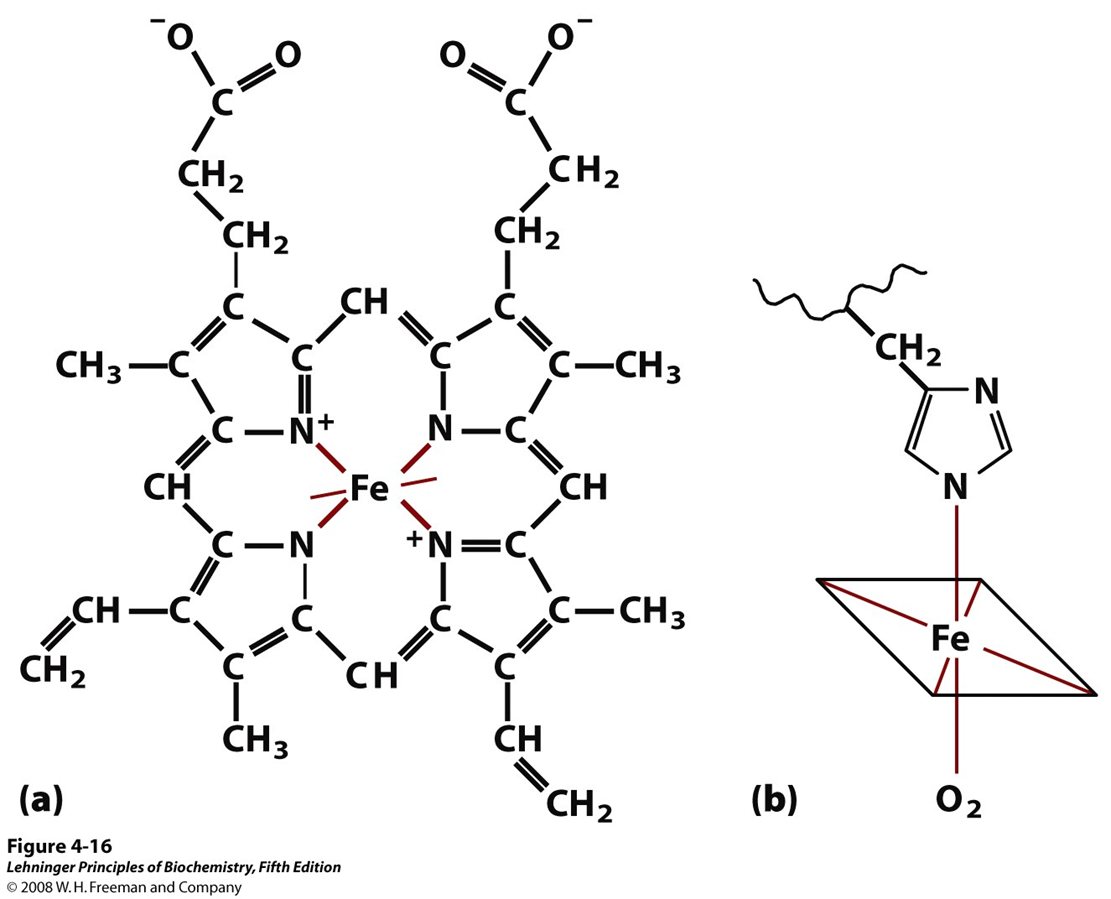 ⁻O O O O⁻
C C
CH₂ CH₂
CH₂ CH₂
C CH C
CH₃ C C C C CH₃
C N⁺ N C
CH Fe CH
C N ⁺N C
CH C C C C CH₃
CH₂ C CH C
CH₃ CH
CH₂
(a)
CH₂
N
N
Fe
O₂
(b)
Figure 4-16
Lehninger Principles of Biochemistry, Fifth Edition
© 2008 W. H. Freeman and Company